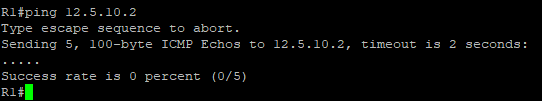 R1#ping 12.5.10.2
Type escape sequence to abort.
Sending 5, 100-byte ICMP Echos to 12.5.10.2, timeout is 2 seconds:
.....
Success rate is 0 percent (0/5)
R1#